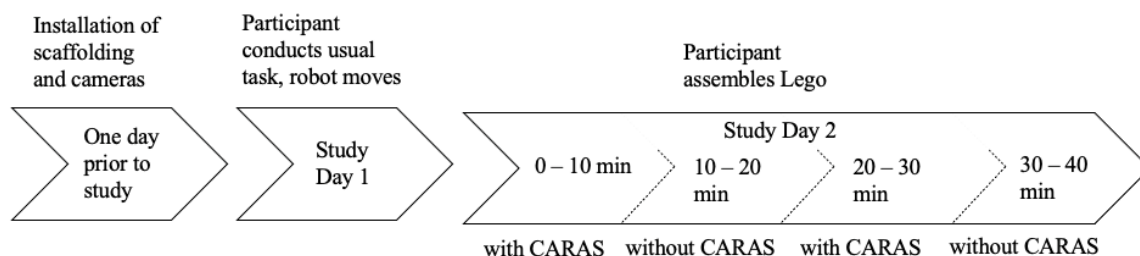 Installation of
scaffolding
and cameras
One day
prior to
study
Participant
conducts usual
task, robot moves
Study
Day 1
Participant
assembles Lego
Study Day 2
0 – 10 min
10 – 20
min
20 – 30
min
30 – 40
min
with CARAS
without CARAS
with CARAS
without CARAS